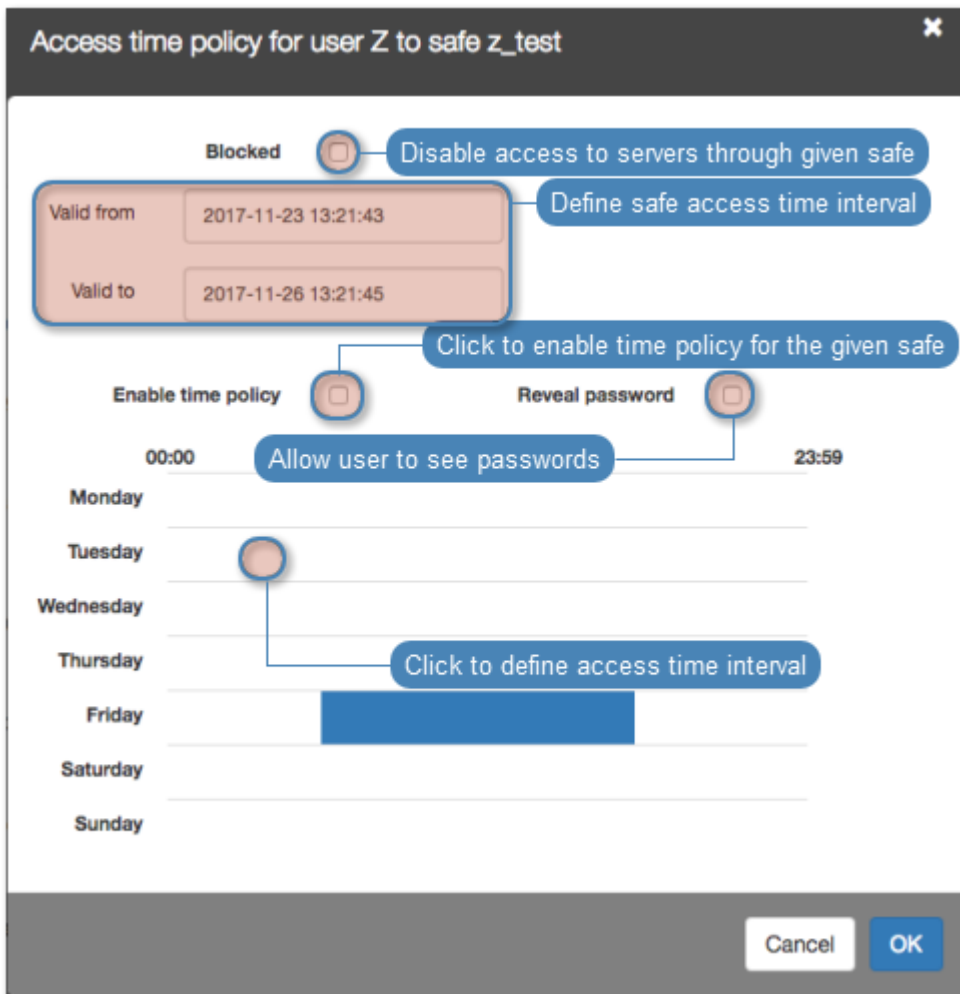 Access time policy for user Z to safe z_test
Blocked
Disable access to servers through given safe
Valid from
2017-11-23 13:21:43
Define safe access time interval
Valid to
2017-11-26 13:21:45
Click to enable time policy for the given safe
Enable time policy
Reveal password
00:00
Allow user to see passwords
23:59
Monday
Tuesday
Wednesday
Thursday
Click to define access time interval
Friday
Saturday
Sunday
Cancel
OK